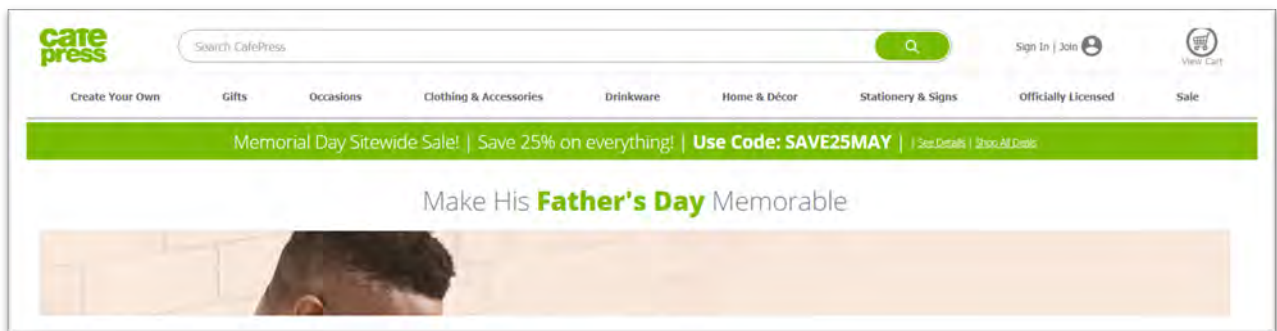 cafe
press
Search CafePress
Sign In | Join
View Cart
Create Your Own Gifts Occasions Clothing & Accessories Drinkware Home & Décor Stationery & Signs Officially Licensed Sale
Memorial Day Sitewide Sale! | Save 25% on everything! | Use Code: SAVE25MAY | | See Details | Shop All Deals
Make His Father's Day Memorable